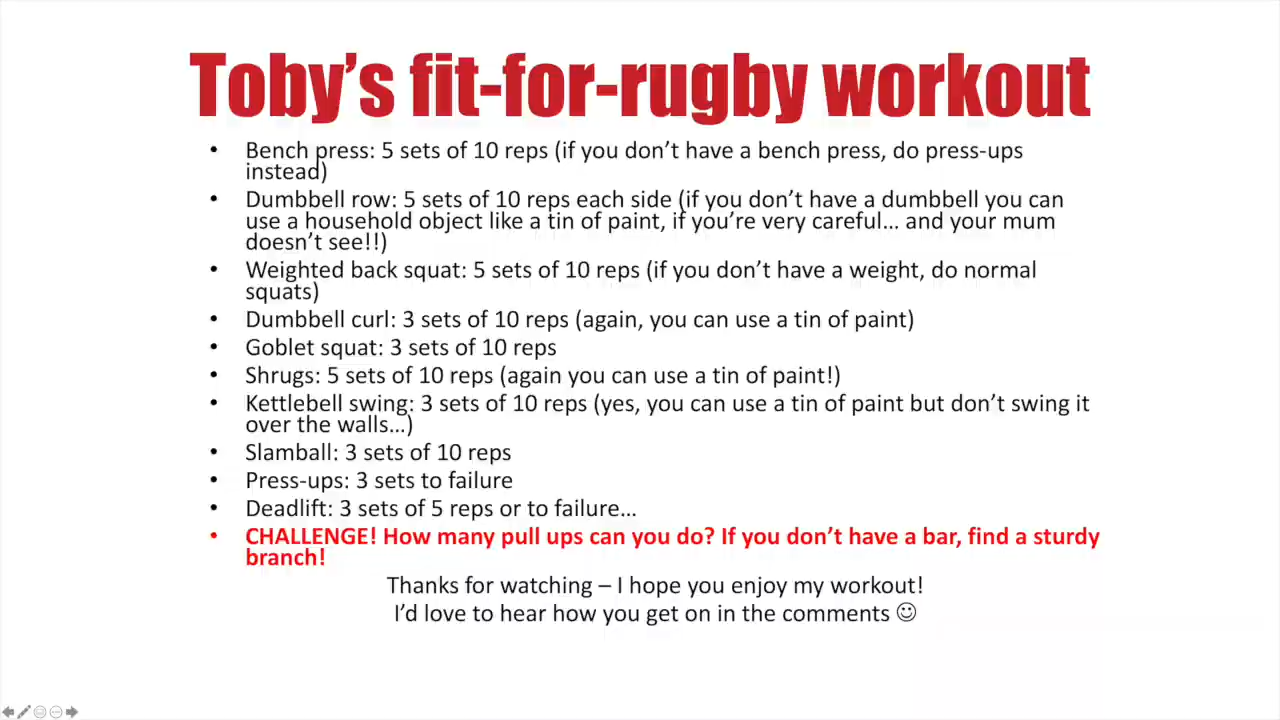 Toby's fit-for-rugby workout
• Bench press: 5 sets of 10 reps (if you don't have a bench press, do press-ups
instead)
• Dumbbell row: 5 sets of 10 reps each side (if you don't have a dumbbell you can
use a household object like a tin of paint, if you're very careful... and your mum
doesn't see!!)
• Weighted back squat: 5 sets of 10 reps (if you don't have a weight, do normal
squats)
• Dumbbell curl: 3 sets of 10 reps (again, you can use a tin of paint)
• Goblet squat: 3 sets of 10 reps
• Shrugs: 5 sets of 10 reps (again you can use a tin of paint!)
• Kettlebell swing: 3 sets of 10 reps (yes, you can use a tin of paint but don't swing it
over the walls...)
• Slamball: 3 sets of 10 reps
• Press-ups: 3 sets to failure
• Deadlift: 3 sets of 5 reps or to failure...
• CHALLENGE! How many pull ups can you do? If you don't have a bar, find a sturdy
branch!
Thanks for watching – I hope you enjoy my workout!
I'd love to hear how you get on in the comments ☺